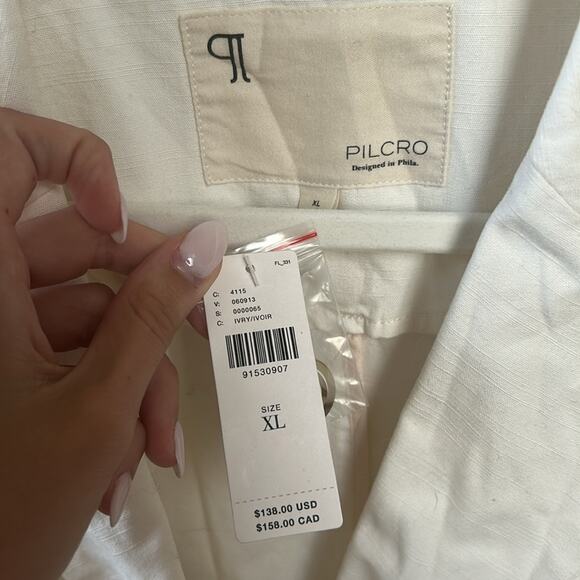 PILCRO
Designed in Phila.
XL
FL_331
C: 4115
V: 060913
S: 0000065
C: IVRY/IVOIR
91530907
SIZE
XL
$138.00 USD
$158.00 CAD